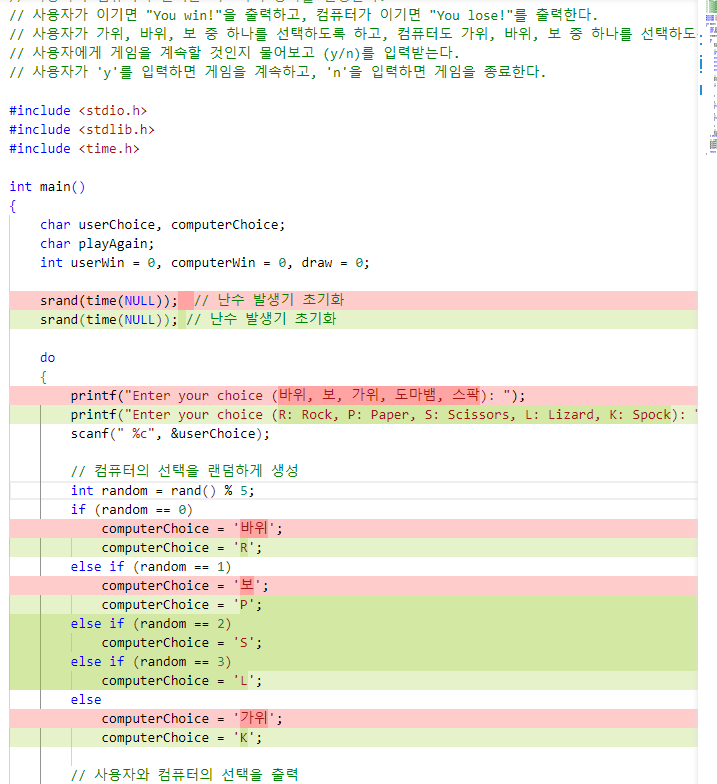 // 사용자가 이기면 "You win!"을 출력하고, 컴퓨터가 이기면 "You lose!"를 출력한다.
// 사용자가 가위, 바위, 보 중 하나를 선택하도록 하고, 컴퓨터도 가위, 바위, 보 중 하나를 선택하도
// 사용자에게 게임을 계속할 것인지 물어보고 (y/n)를 입력받는다.
// 사용자가 'y'를 입력하면 게임을 계속하고, 'n'을 입력하면 게임을 종료한다.
#include <stdio.h>
#include <stdlib.h>
#include <time.h>
int main()
{
char userChoice, computerChoice;
char playAgain;
int userWin = 0, computerWin = 0, draw = 0;
srand(time(NULL));  // 난수 발생기 초기화
srand(time(NULL)); // 난수 발생기 초기화
do
{
printf("Enter your choice (바위, 보, 가위, 도마뱀, 스팍): ");
printf("Enter your choice (R: Rock, P: Paper, S: Scissors, L: Lizard, K: Spock): "
scanf(" %c", &userChoice);
// 컴퓨터의 선택을 랜덤하게 생성
int random = rand() % 5;
if (random == 0)
computerChoice = '바위';
computerChoice = 'R';
else if (random == 1)
computerChoice = '보';
computerChoice = 'P';
else if (random == 2)
computerChoice = 'S';
else if (random == 3)
computerChoice = 'L';
else
computerChoice = '가위';
computerChoice = 'K';
// 사용자와 컴퓨터의 선택을 출력